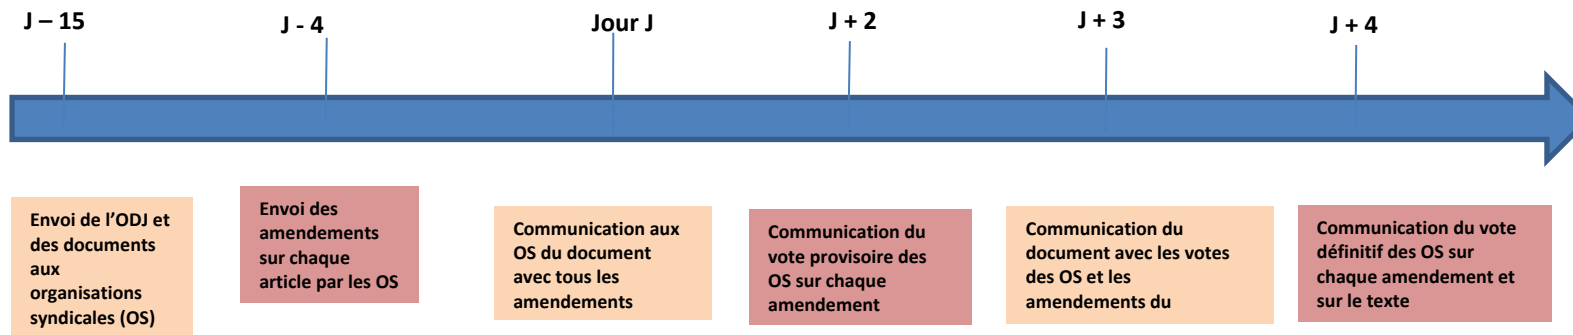 J – 15
J - 4
Jour J
J + 2
J + 3
J + 4
Envoi de l’ODJ et
des documents
aux
organisations
syndicales (OS)
Envoi des
amendements
sur chaque
article par les OS
Communication aux
OS du document
avec tous les
amendements
Communication du
vote provisoire des
OS sur chaque
amendement
Communication du
document avec les votes
des OS et les
amendements du
Communication du vote
définitif des OS sur
chaque amendement et
sur le texte